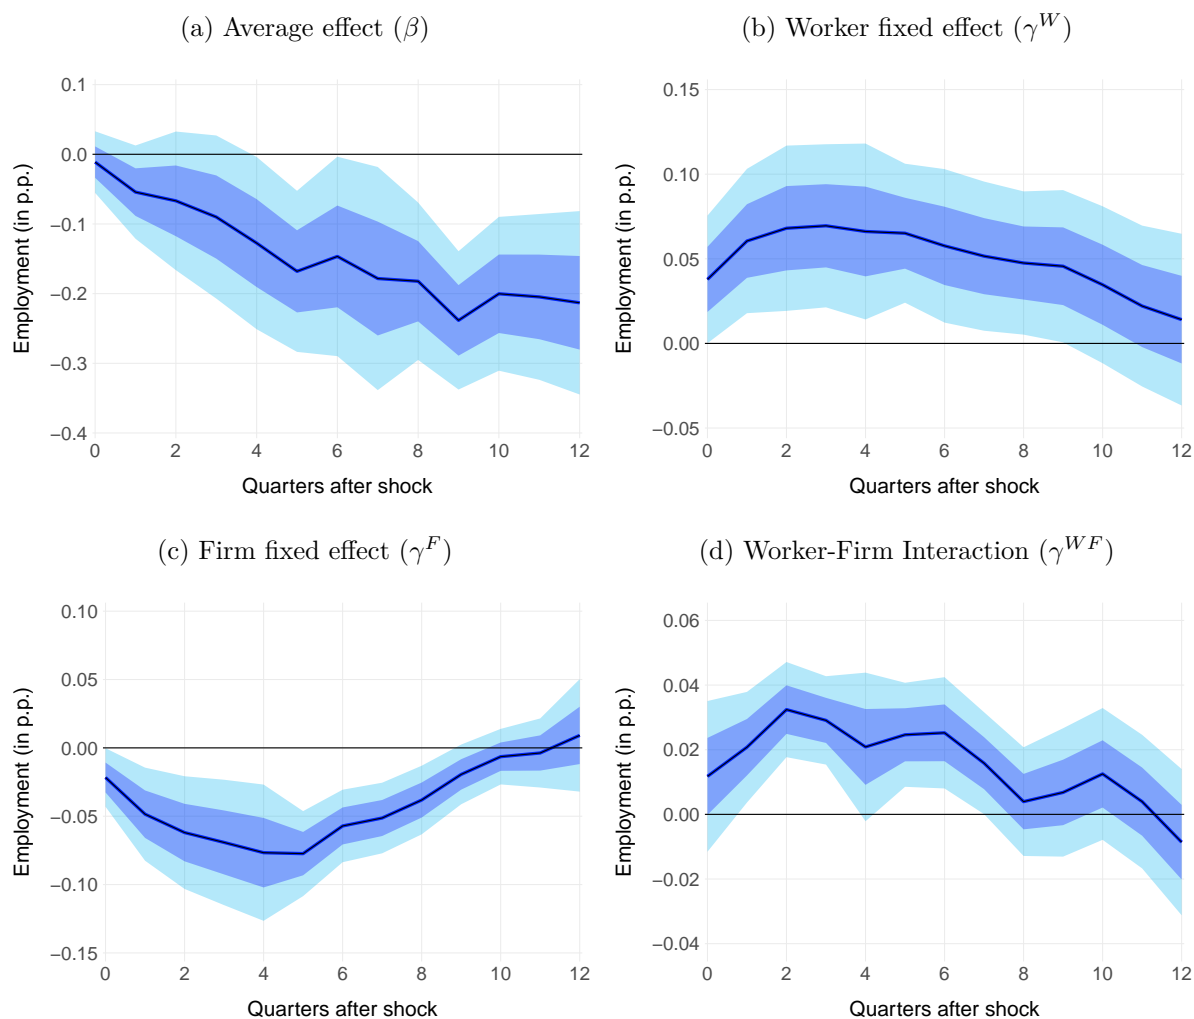 (a) Average effect (β)
0.1
0.0
−0.1
−0.2
−0.3
−0.4
Employment (in p.p.)
0 2 4 6 8 10 12
Quarters after shock
(b) Worker fixed effect (γ^W)
0.15
0.10
0.05
0.00
−0.05
Employment (in p.p.)
0 2 4 6 8 10 12
Quarters after shock
(c) Firm fixed effect (γ^F)
0.10
0.05
0.00
−0.05
−0.10
−0.15
Employment (in p.p.)
0 2 4 6 8 10 12
Quarters after shock
(d) Worker-Firm Interaction (γ^{WF})
0.06
0.04
0.02
0.00
−0.02
−0.04
Employment (in p.p.)
0 2 4 6 8 10 12
Quarters after shock